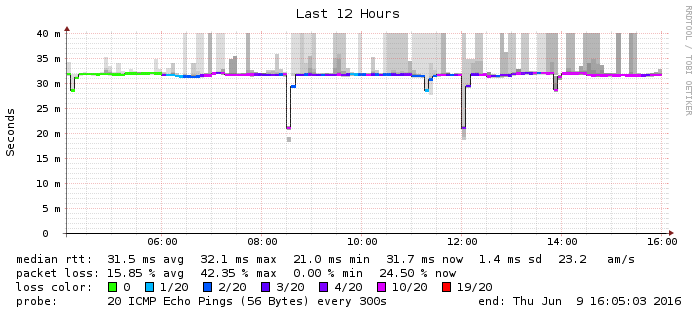 Last 12 Hours
RRDTOOL / TOBI OETIKER
Seconds
40 m
35 m
30 m
25 m
20 m
15 m
10 m
5 m
0
06:00 08:00 10:00 12:00 14:00 16:00
median rtt: 31.5 ms avg 32.1 ms max 21.0 ms min 31.7 ms now 1.4 ms sd 23.2 am/s
packet loss: 15.85 % avg 42.35 % max 0.00 % min 24.50 % now
loss color: 0 1/20 2/20 3/20 4/20 10/20 19/20
probe: 20 ICMP Echo Pings (56 Bytes) every 300s end: Thu Jun 9 16:05:03 2016